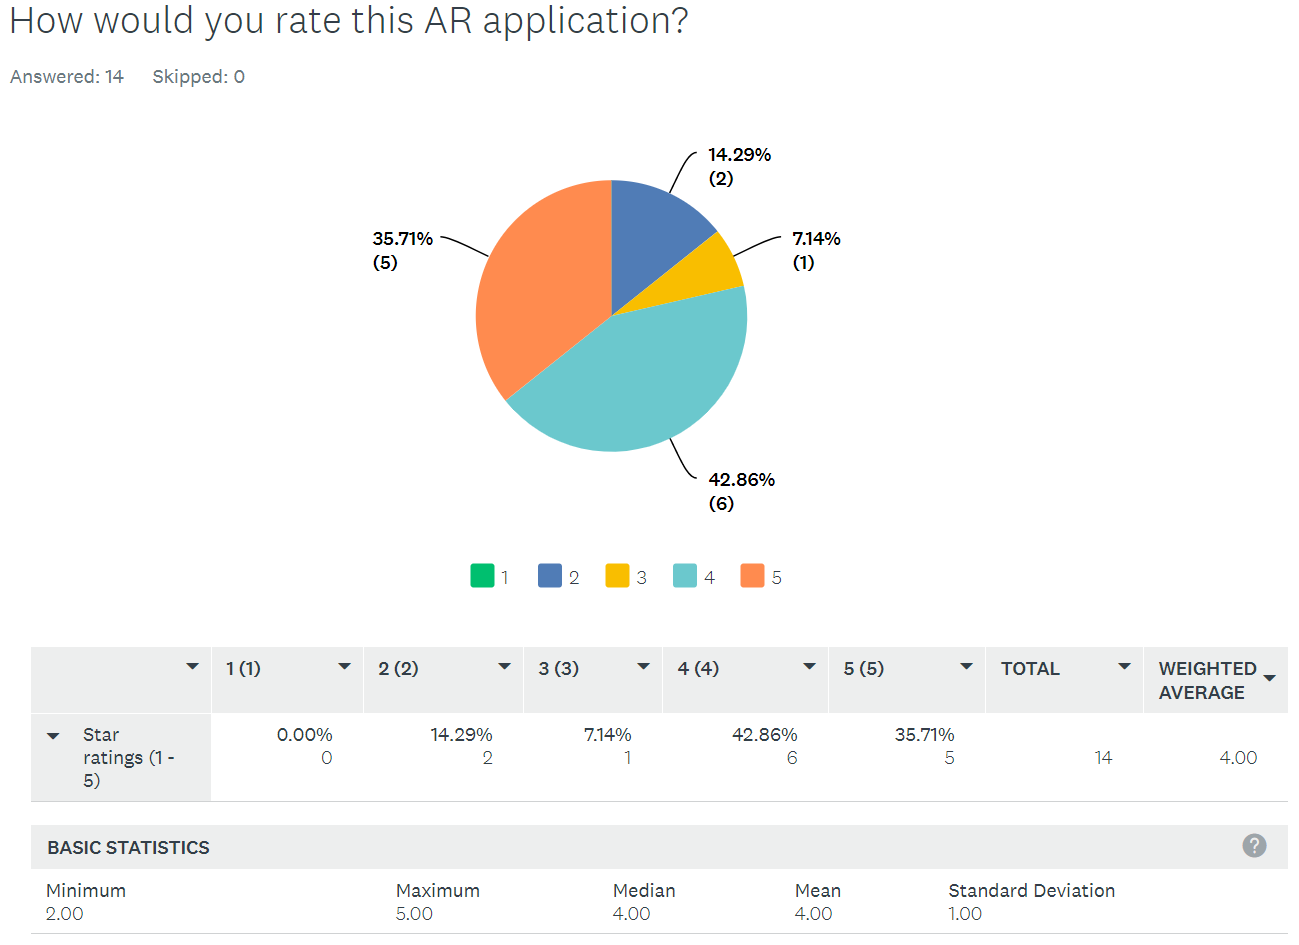 How would you rate this AR application?
Answered: 14 Skipped: 0
14.29%
(2)
35.71%
(5)
7.14%
(1)
42.86%
(6)
1 2 3 4 5
1 (1) 2 (2) 3 (3) 4 (4) 5 (5) TOTAL WEIGHTED
AVERAGE
Star 0.00% 14.29% 7.14% 42.86% 35.71%
ratings (1 - 0 2 1 6 5 14 4.00
5)
BASIC STATISTICS ?
Minimum Maximum Median Mean Standard Deviation
2.00 5.00 4.00 4.00 1.00